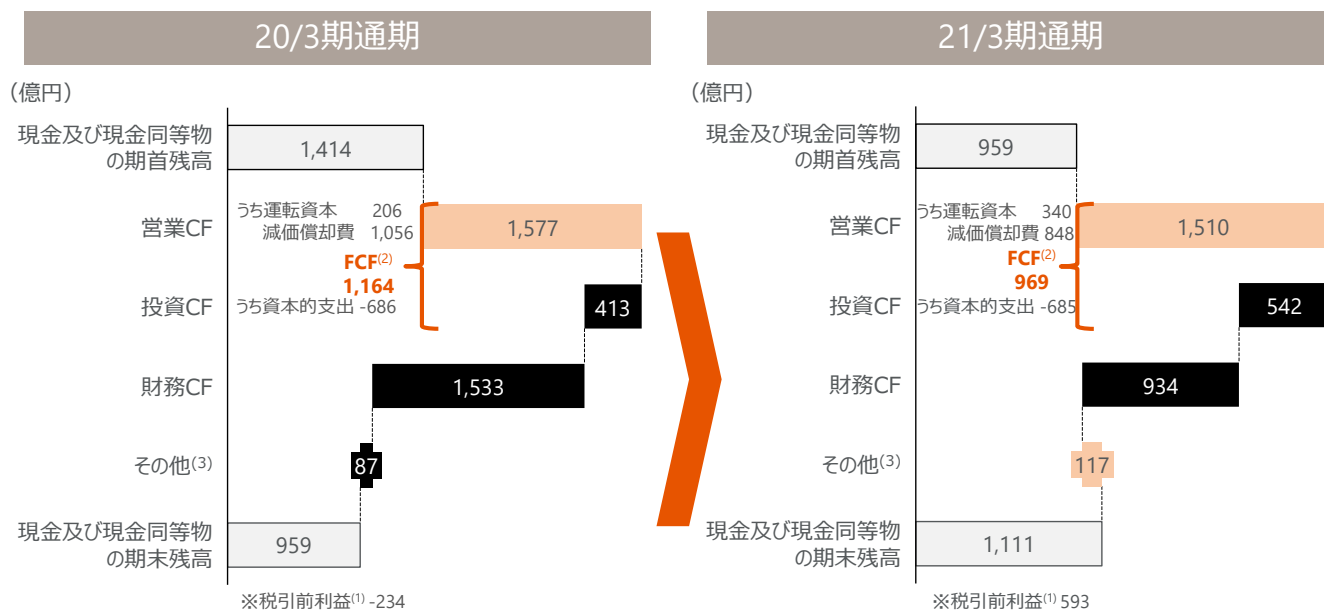 20/3期通期
(億円)
現金及び現金同等物
の期首残高
1,414
営業CF
うち運転資本 206
減価償却費 1,056
1,577
FCF(2)
1,164
投資CF
うち資本的支出 -686
413
財務CF
1,533
その他(3)
87
現金及び現金同等物
の期末残高
959
※税引前利益(1) -234
21/3期通期
(億円)
現金及び現金同等物
の期首残高
959
営業CF
うち運転資本 340
減価償却費 848
1,510
FCF(2)
969
投資CF
うち資本的支出 -685
542
財務CF
934
その他(3)
117
現金及び現金同等物
の期末残高
1,111
※税引前利益(1) 593